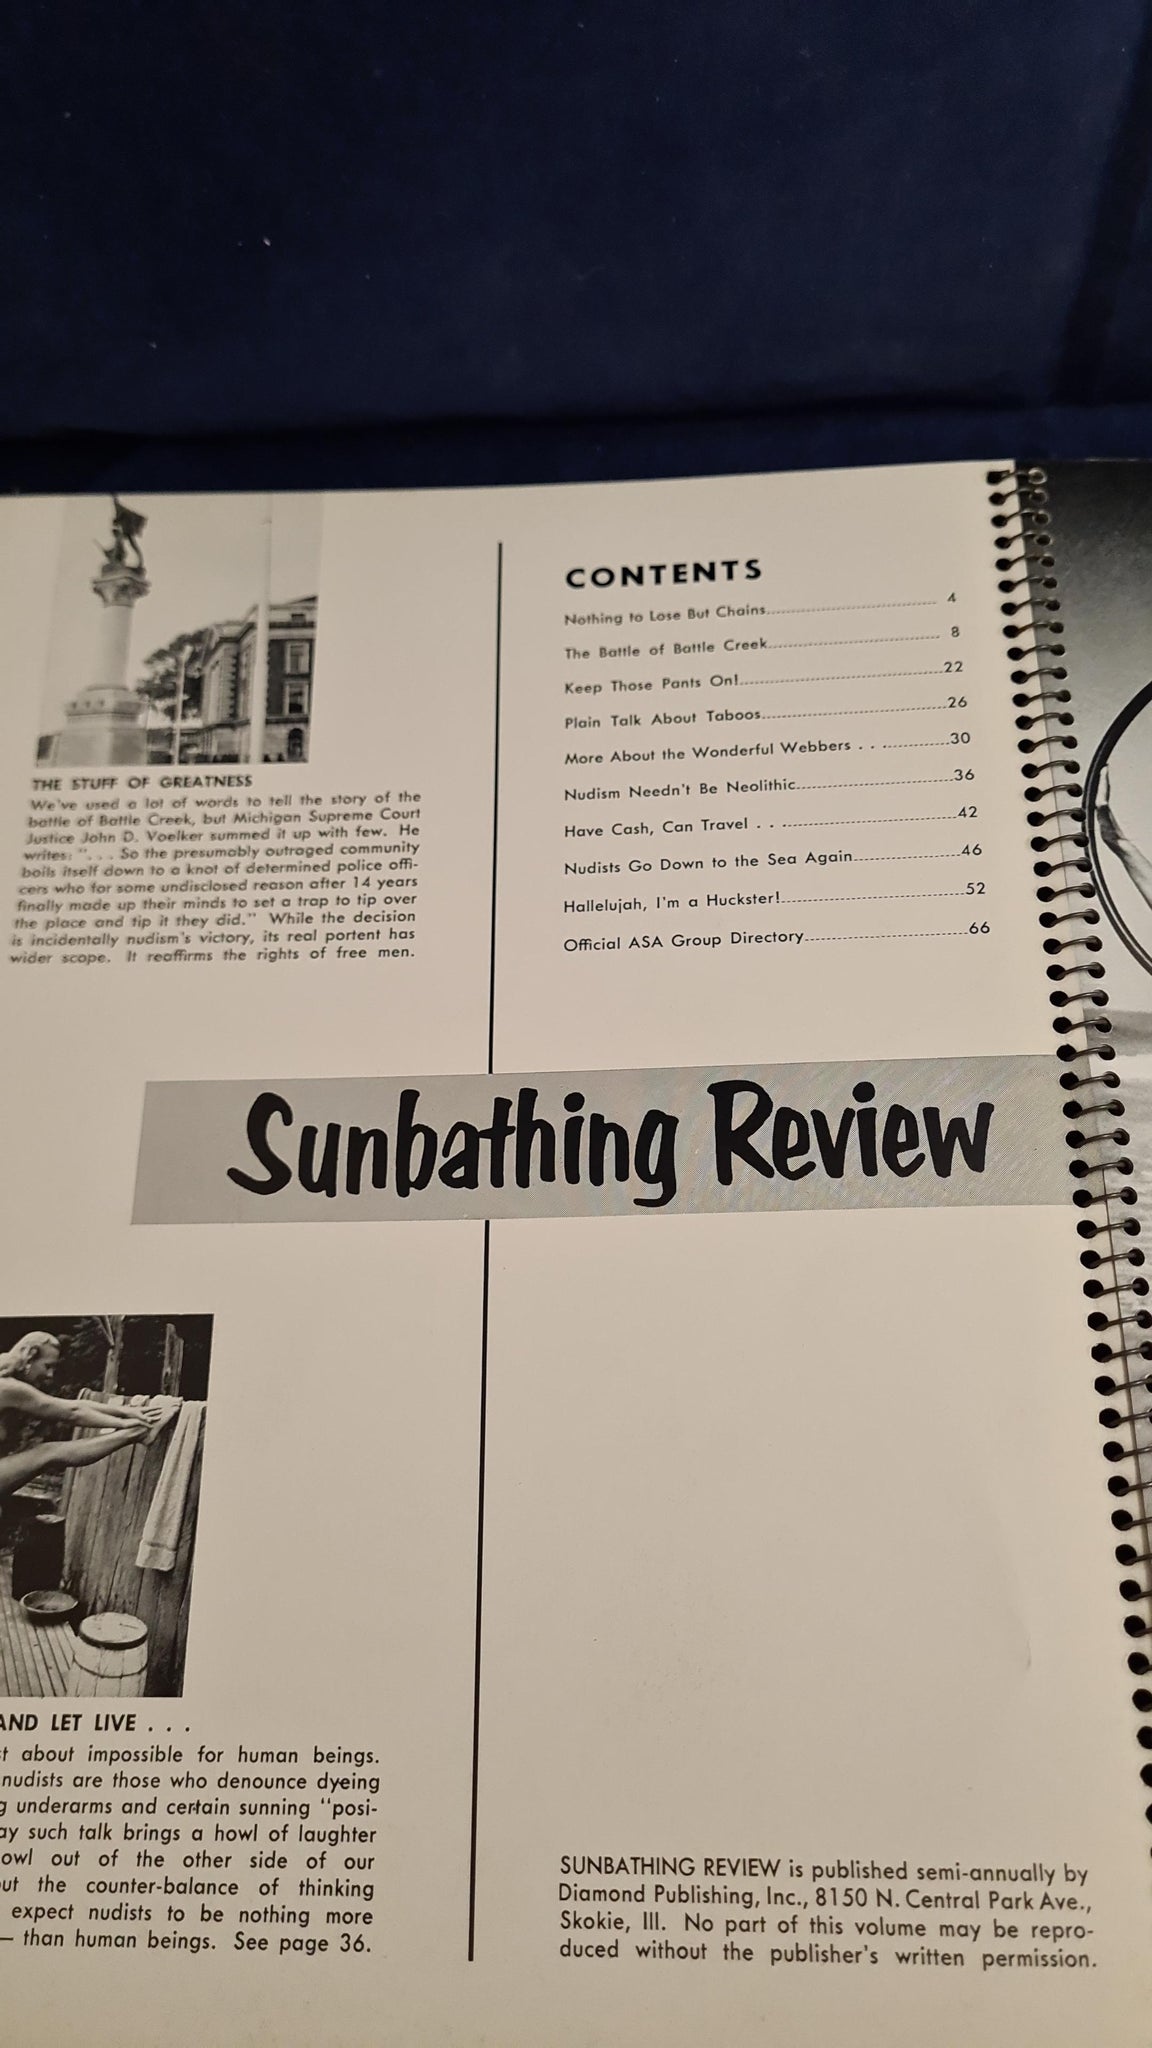 THE STUFF OF GREATNESS
We've used a lot of words to tell the story of the
battle of Battle Creek, but Michigan Supreme Court
Justice John D. Voelker summed it up with few. He
writes: ". . . So the presumably outraged community
boils itself down to a knot of determined police offi-
cers who for some undisclosed reason after 14 years
finally made up their minds to set a trap to tip over
the place and tip it they did." While the decision
is incidentally nudism's victory, its real portent has
wider scope. It reaffirms the rights of free men.
CONTENTS
Nothing to Lose But Chains 4
The Battle of Battle Creek 8
Keep Those Pants On! 22
Plain Talk About Taboos 26
More About the Wonderful Webbers 30
Nudism Needn't Be Neolithic 36
Have Cash, Can Travel 42
Nudists Go Down to the Sea Again 46
Hallelujah, I'm a Huckster! 52
Official ASA Group Directory 66
Sunbathing Review
AND LET LIVE . . .
about impossible for human beings.
nudists are those who denounce dyeing
underarms and certain sunning "posi-
such talk brings a howl of laughter
out of the other side of our
the counter-balance of thinking
expect nudists to be nothing more
— than human beings. See page 36.
SUNBATHING REVIEW is published semi-annually by
Diamond Publishing, Inc., 8150 N. Central Park Ave.,
Skokie, Ill. No part of this volume may be repro-
duced without the publisher's written permission.